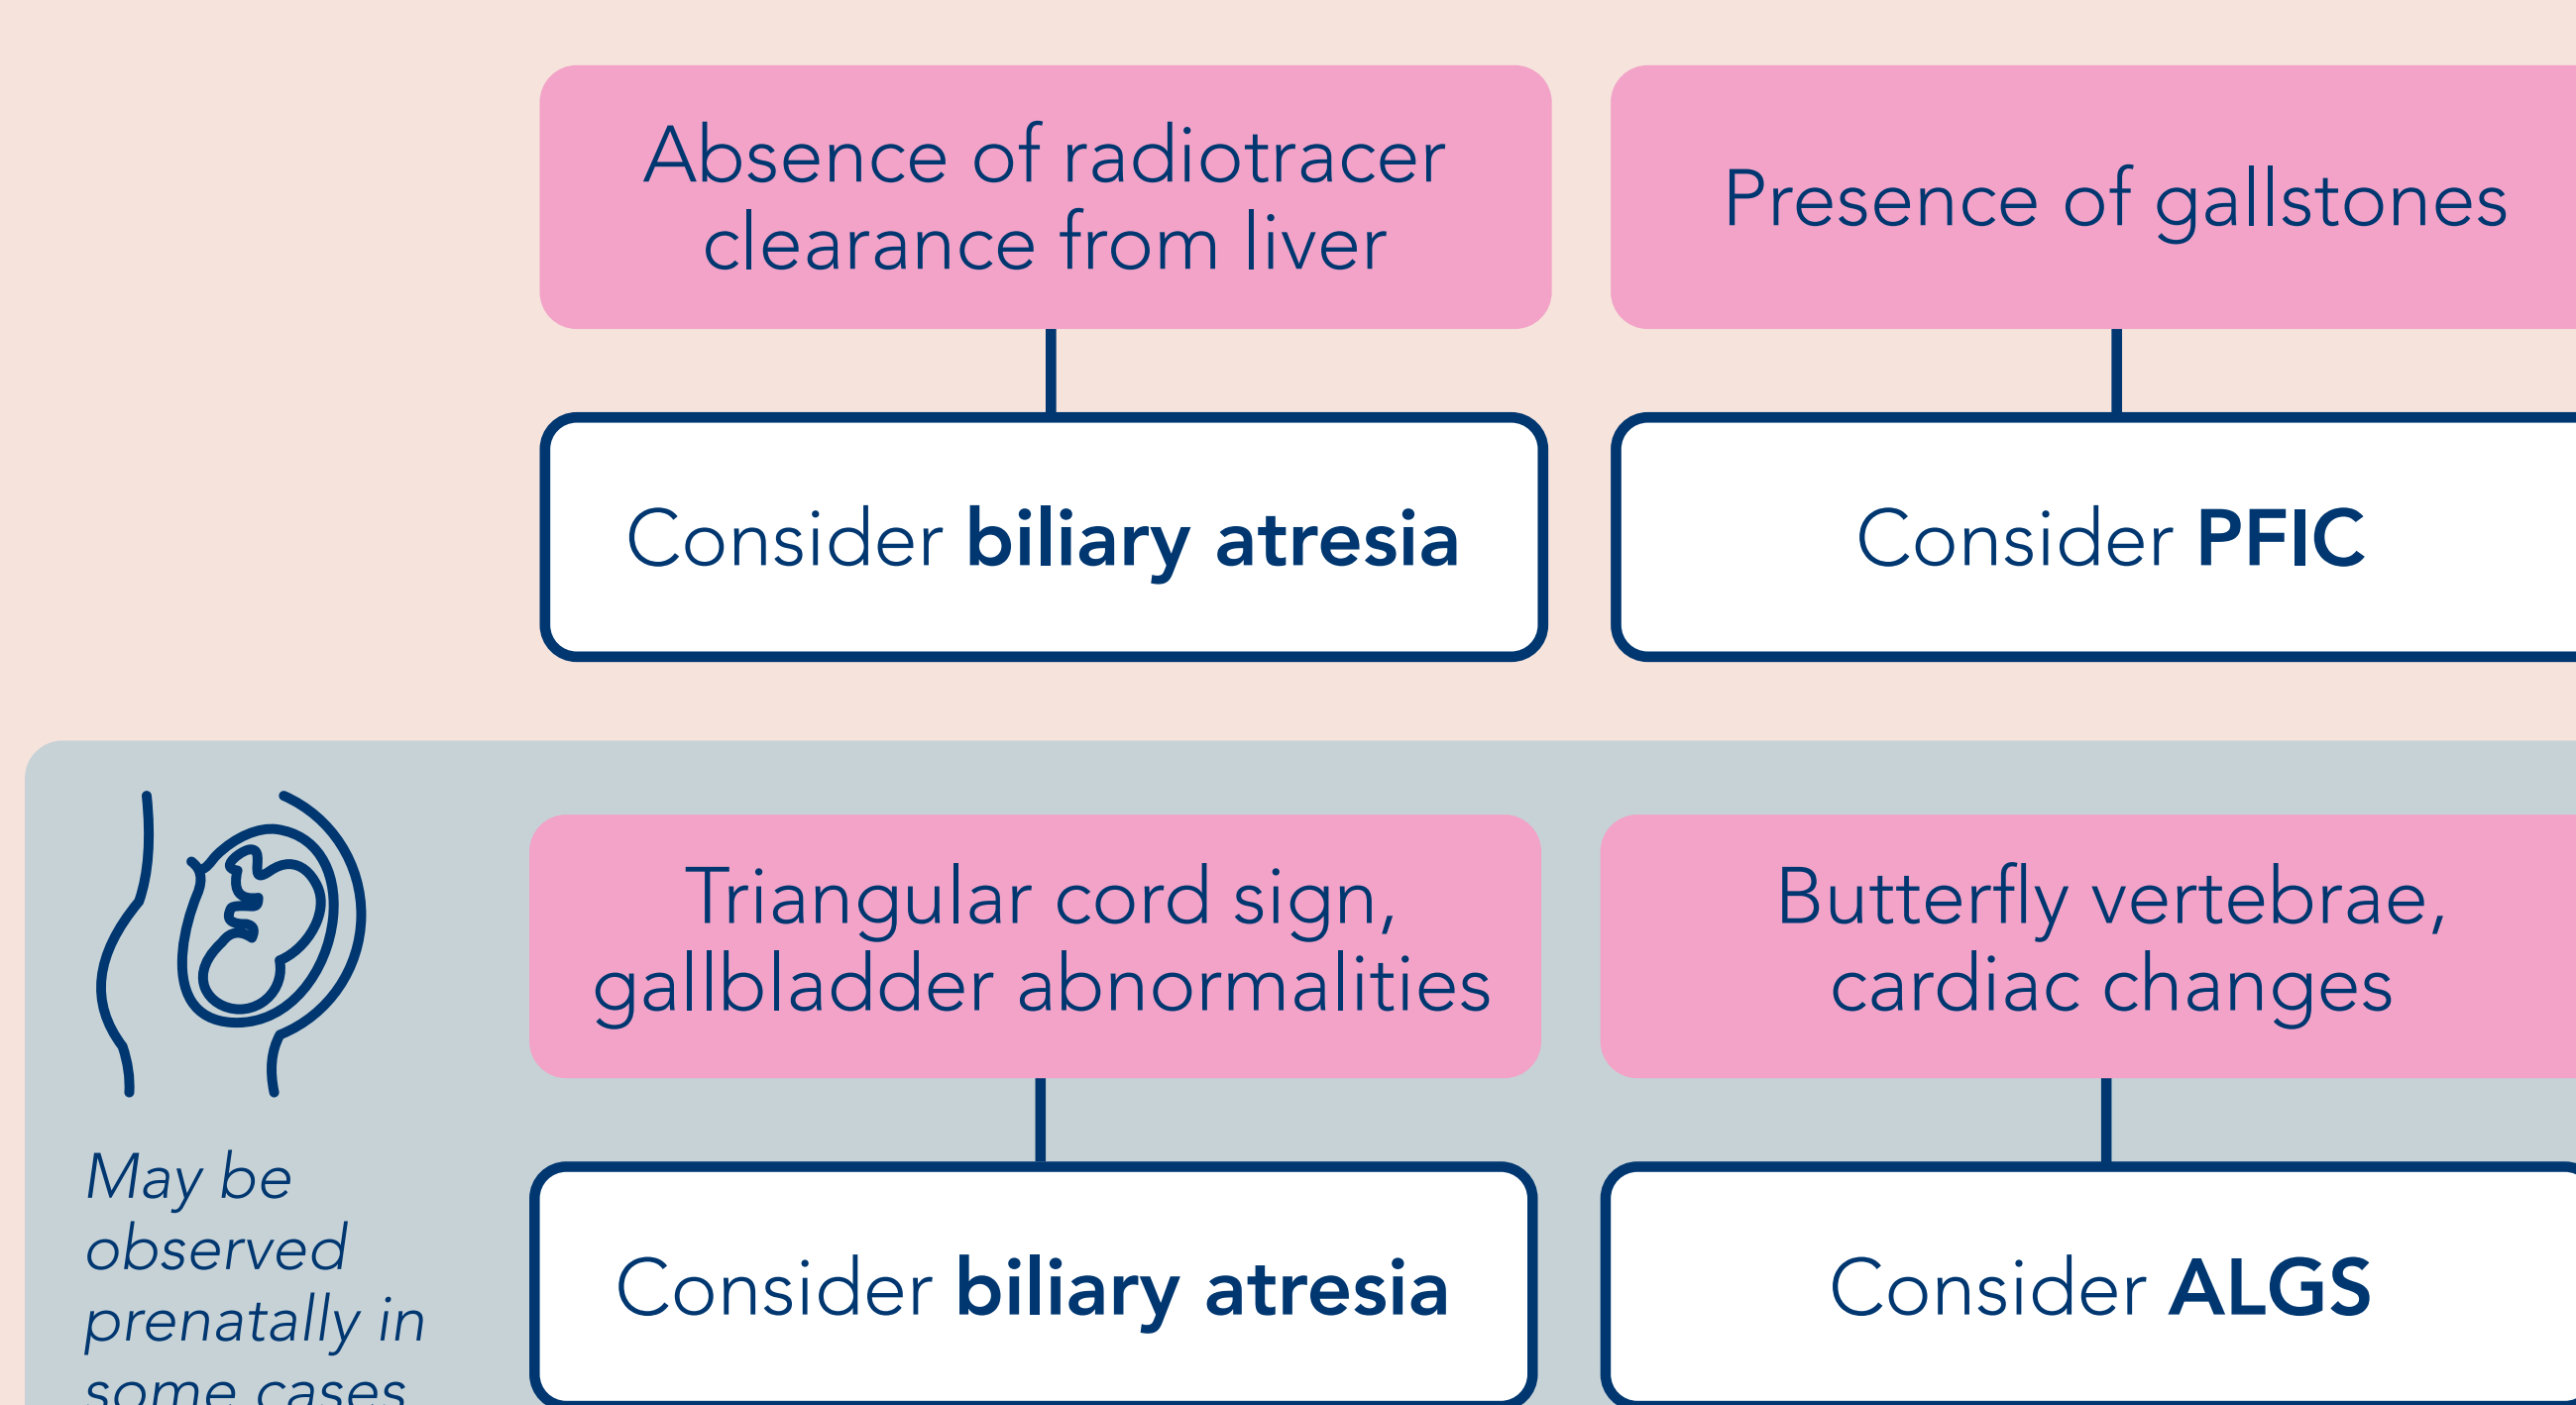 Absence of radiotracer
clearance from liver
Presence of gallstones
Consider biliary atresia
Consider PFIC
Triangular cord sign,
gallbladder abnormalities
Butterfly vertebrae,
cardiac changes
May be
observed
prenatally in
some cases
Consider biliary atresia
Consider ALGS